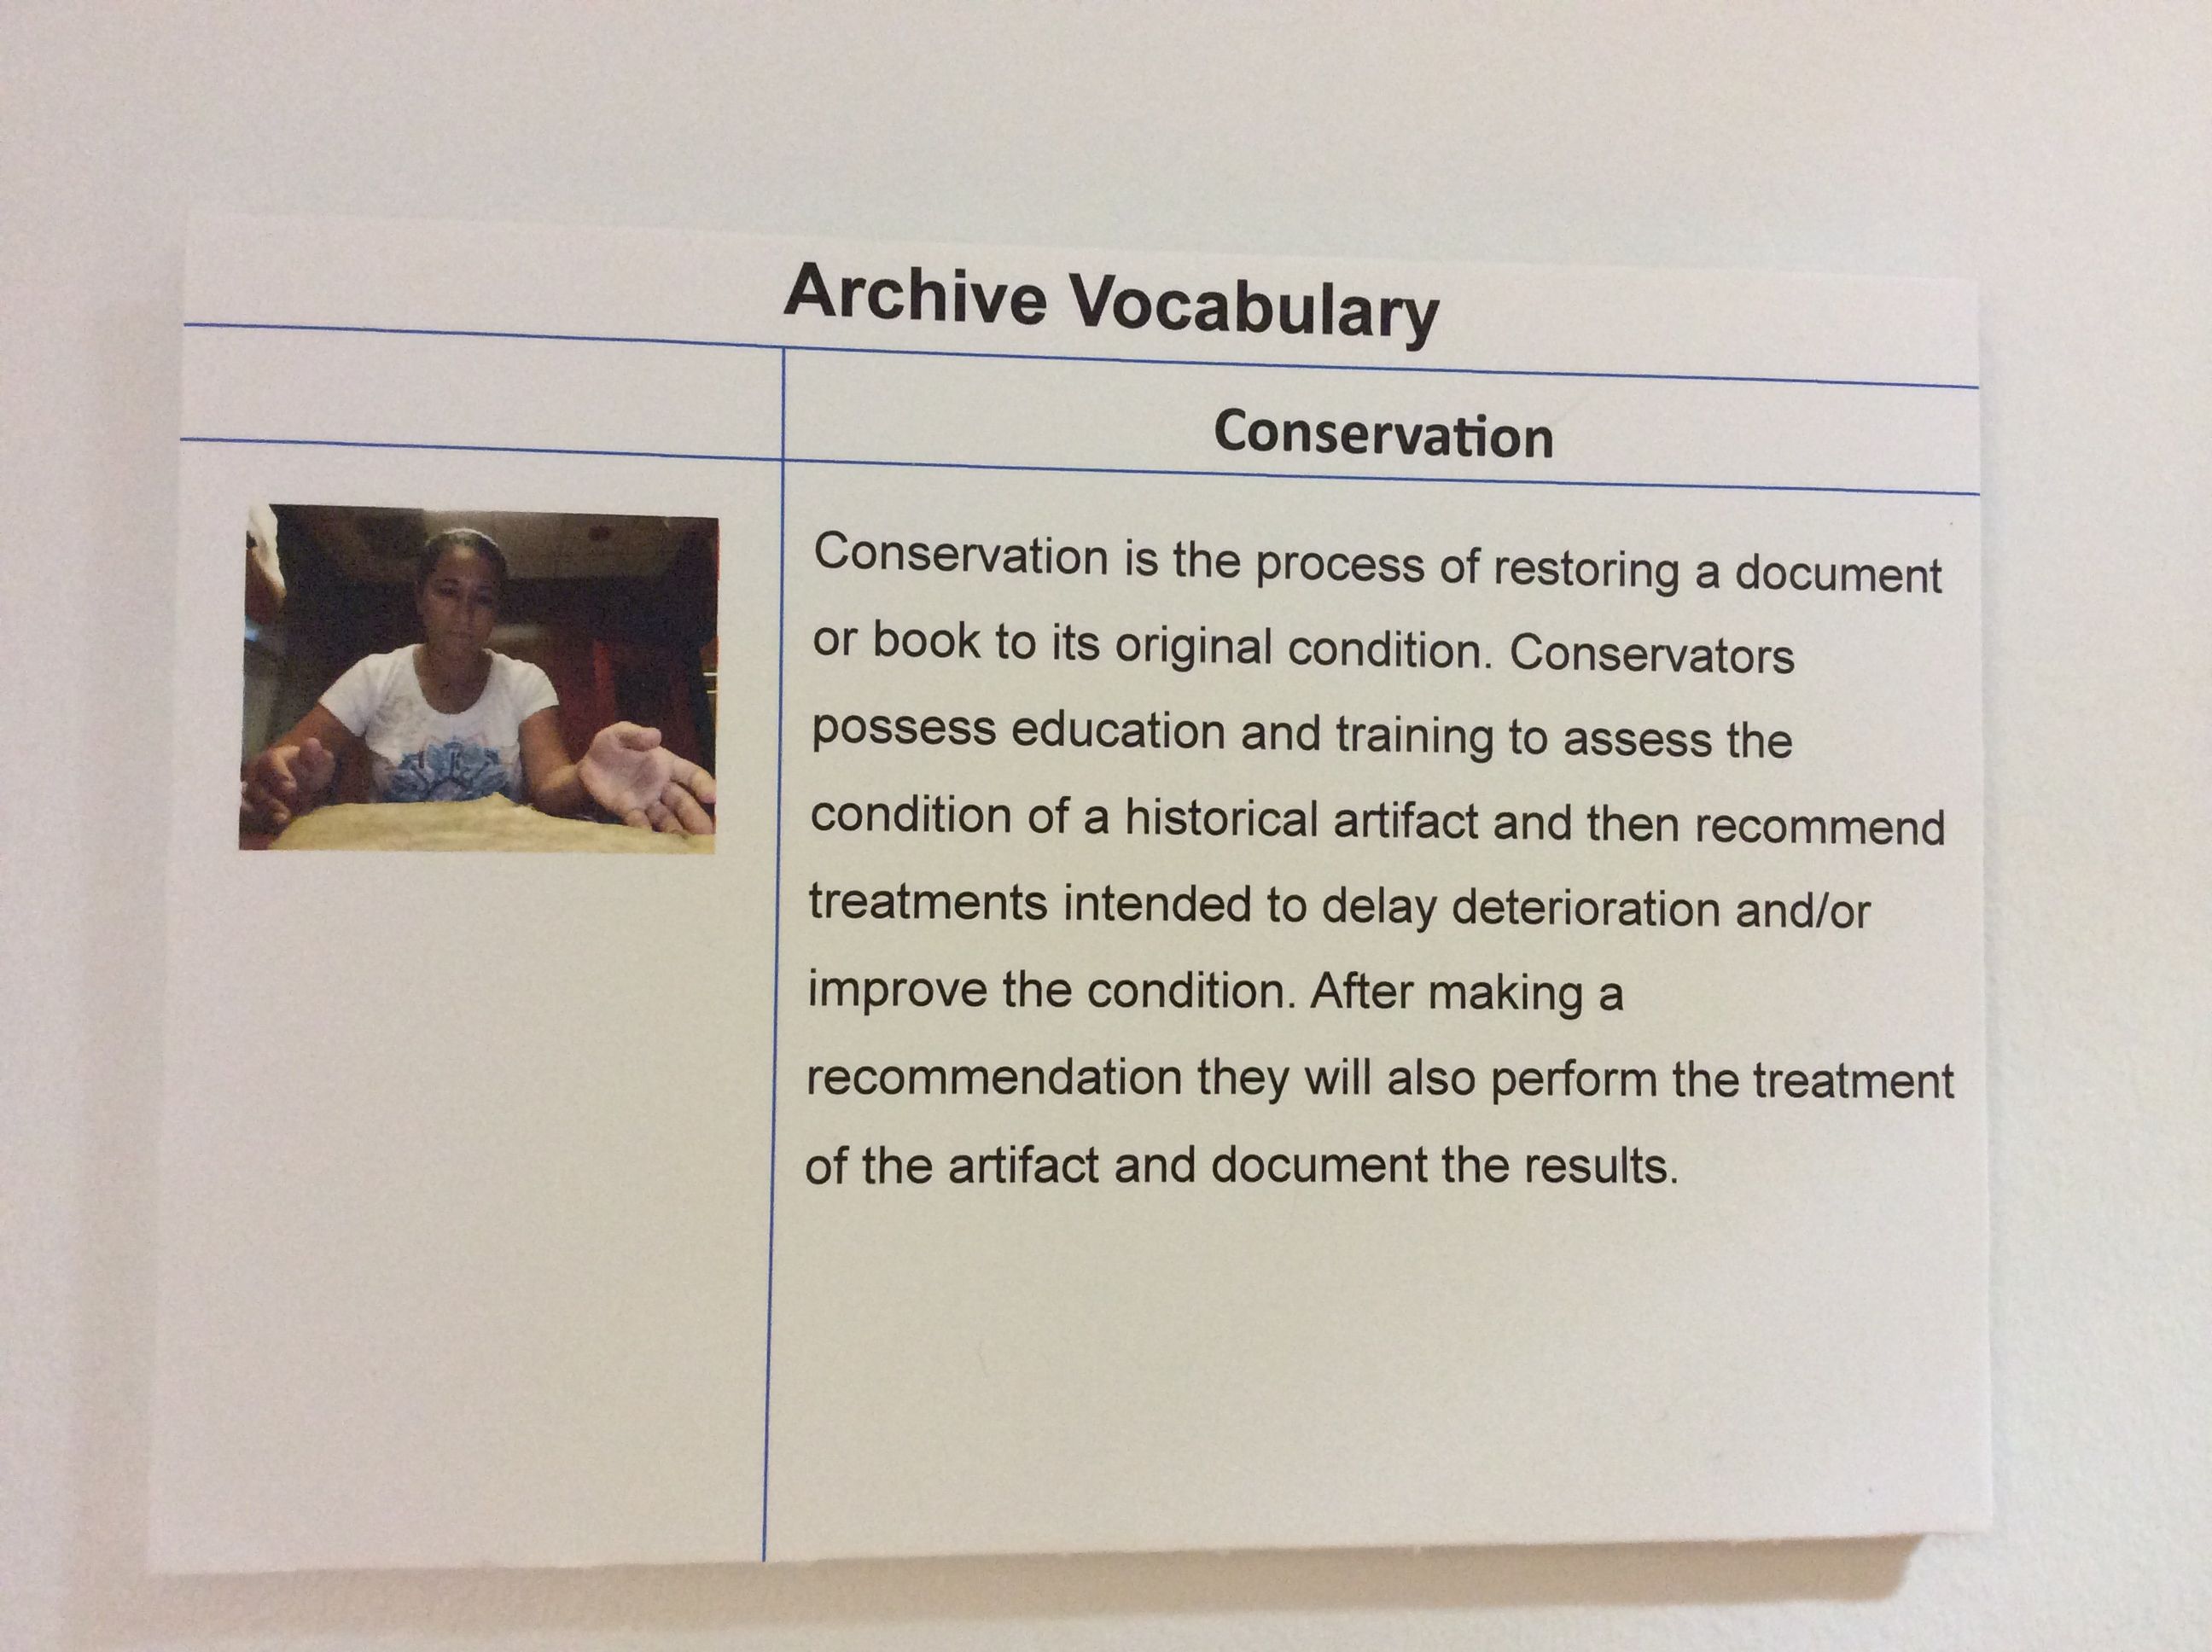 Archive Vocabulary
Conservation
Conservation is the process of restoring a document
or book to its original condition. Conservators
possess education and training to assess the
condition of a historical artifact and then recommend
treatments intended to delay deterioration and/or
improve the condition. After making a
recommendation they will also perform the treatment
of the artifact and document the results.